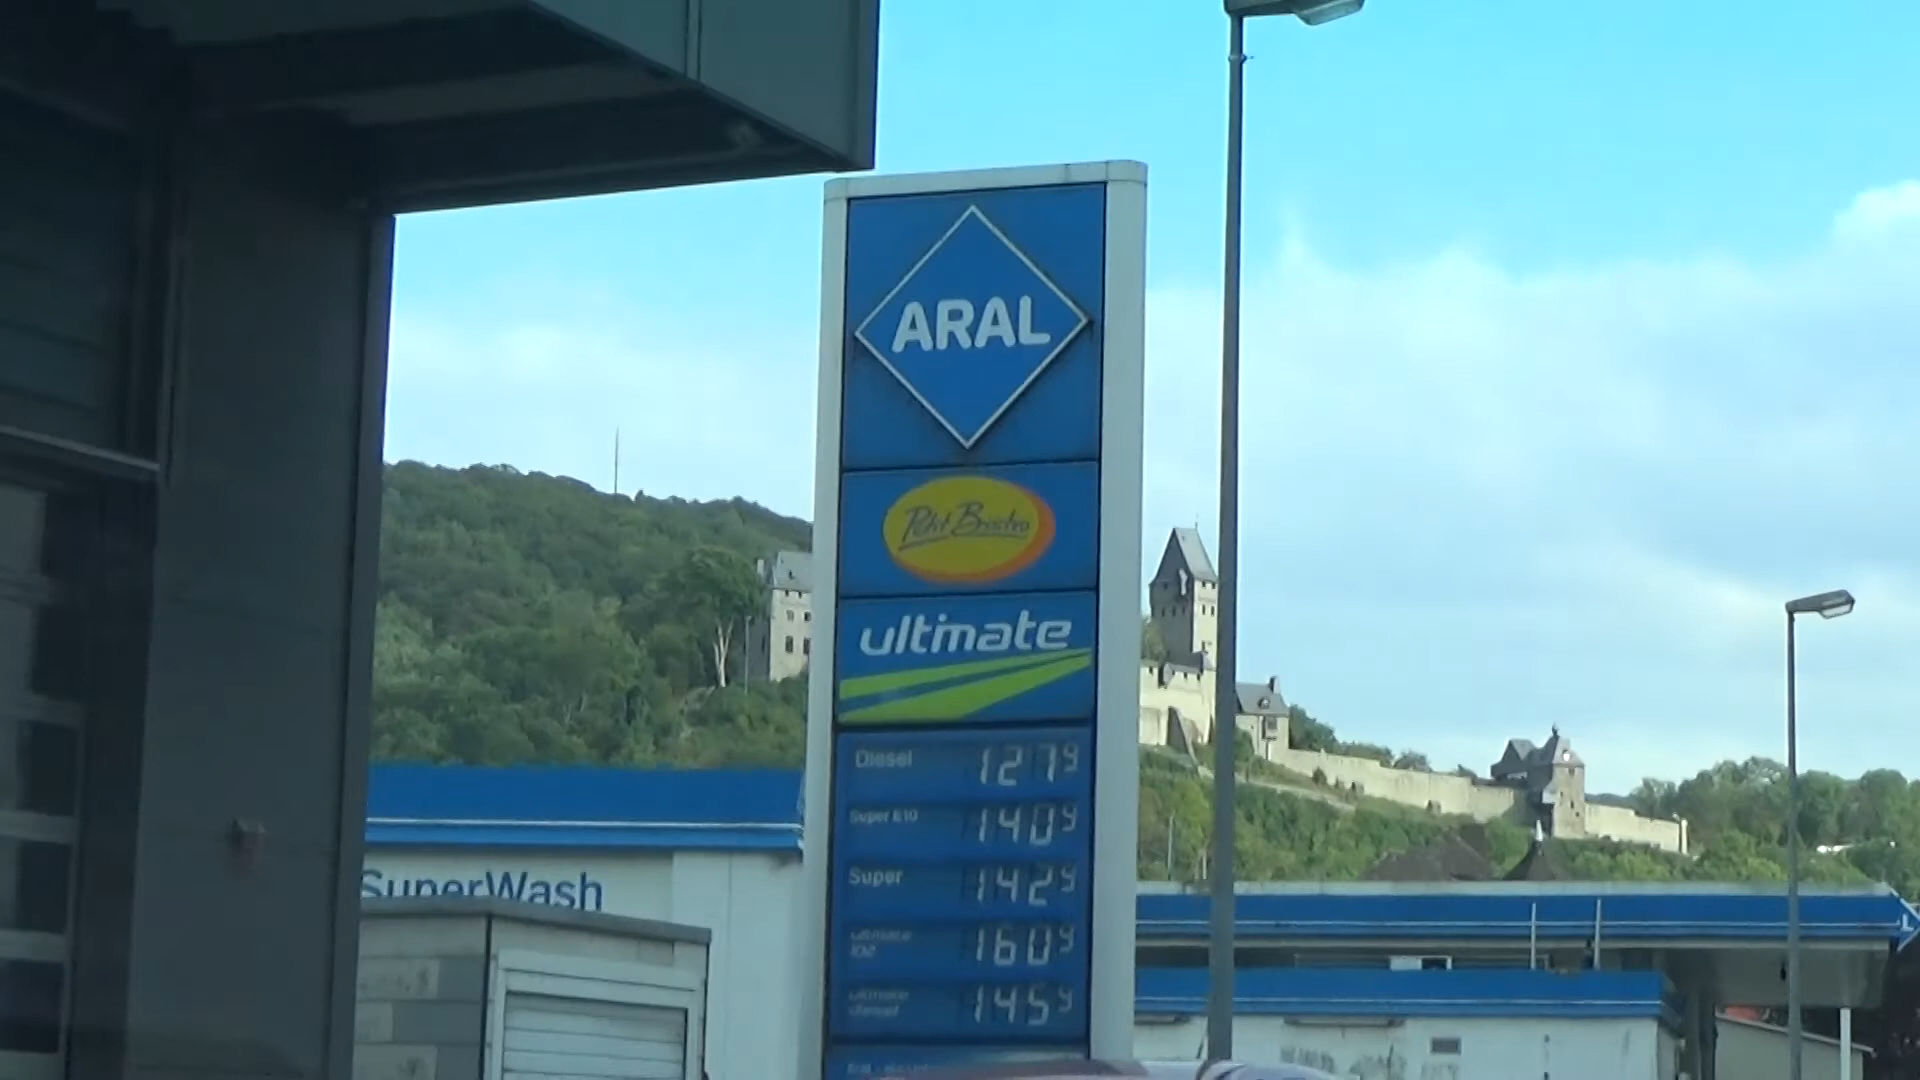 ARAL
Petit Bistro
ultimate
Diesel 127⁹
Super E10 140⁹
Super 142⁹
ultimate 102 160⁹
ultimate Diesel 145⁹
SuperWash